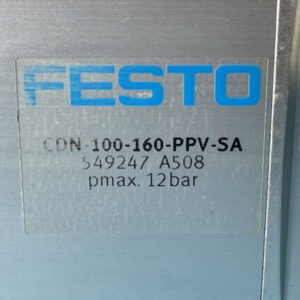 FESTO
CDN-100-160-PPV-SA
549247 A508
pmax. 12bar